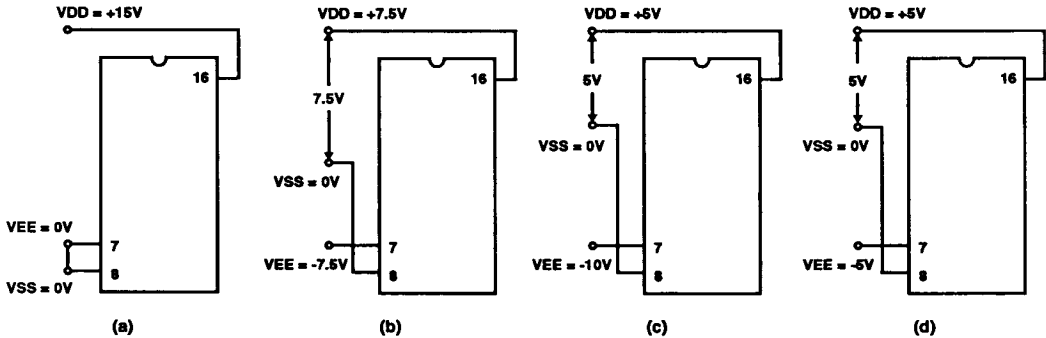 VDD = +15V
16
VEE = 0V
7
8
VSS = 0V
(a)
VDD = +7.5V
16
7.5V
VSS = 0V
7
VEE = -7.5V
8
(b)
VDD = +5V
16
5V
VSS = 0V
7
VEE = -10V
8
(c)
VDD = +5V
16
5V
VSS = 0V
7
VEE = -5V
8
(d)